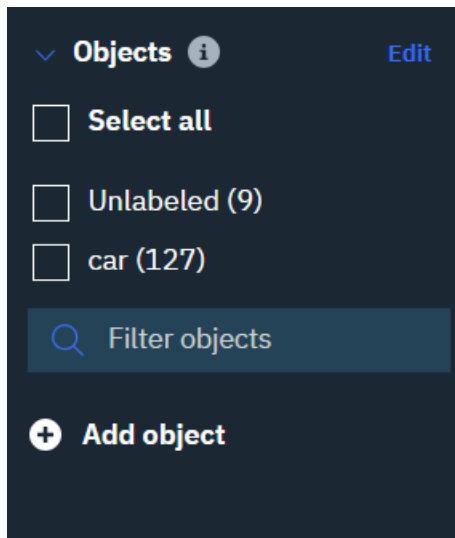 Objects i Edit
Select all
Unlabeled (9)
car (127)
Filter objects
Add object